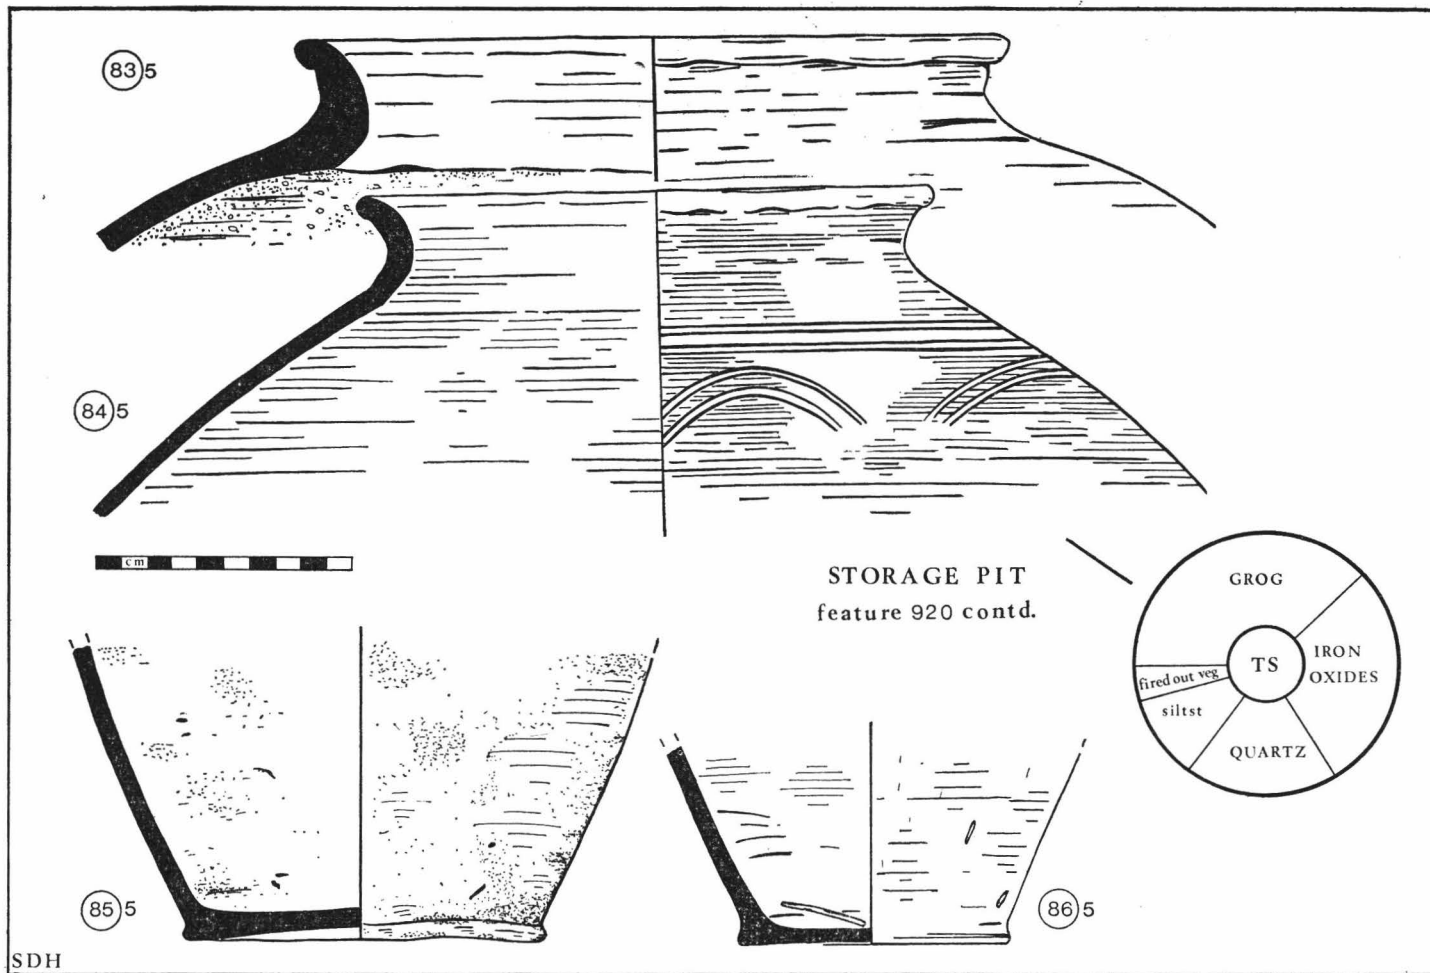 83 5
84 5
cm
STORAGE PIT
feature 920 contd.
GROG
IRON
OXIDES
TS
fired out veg
siltst
QUARTZ
85 5
86 5
SDH